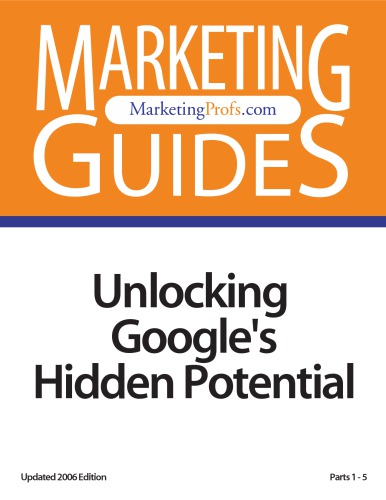 MARKETING
MarketingProfs.com
GUIDES
Unlocking
Google's
Hidden Potential
Updated 2006 Edition
Parts 1 - 5